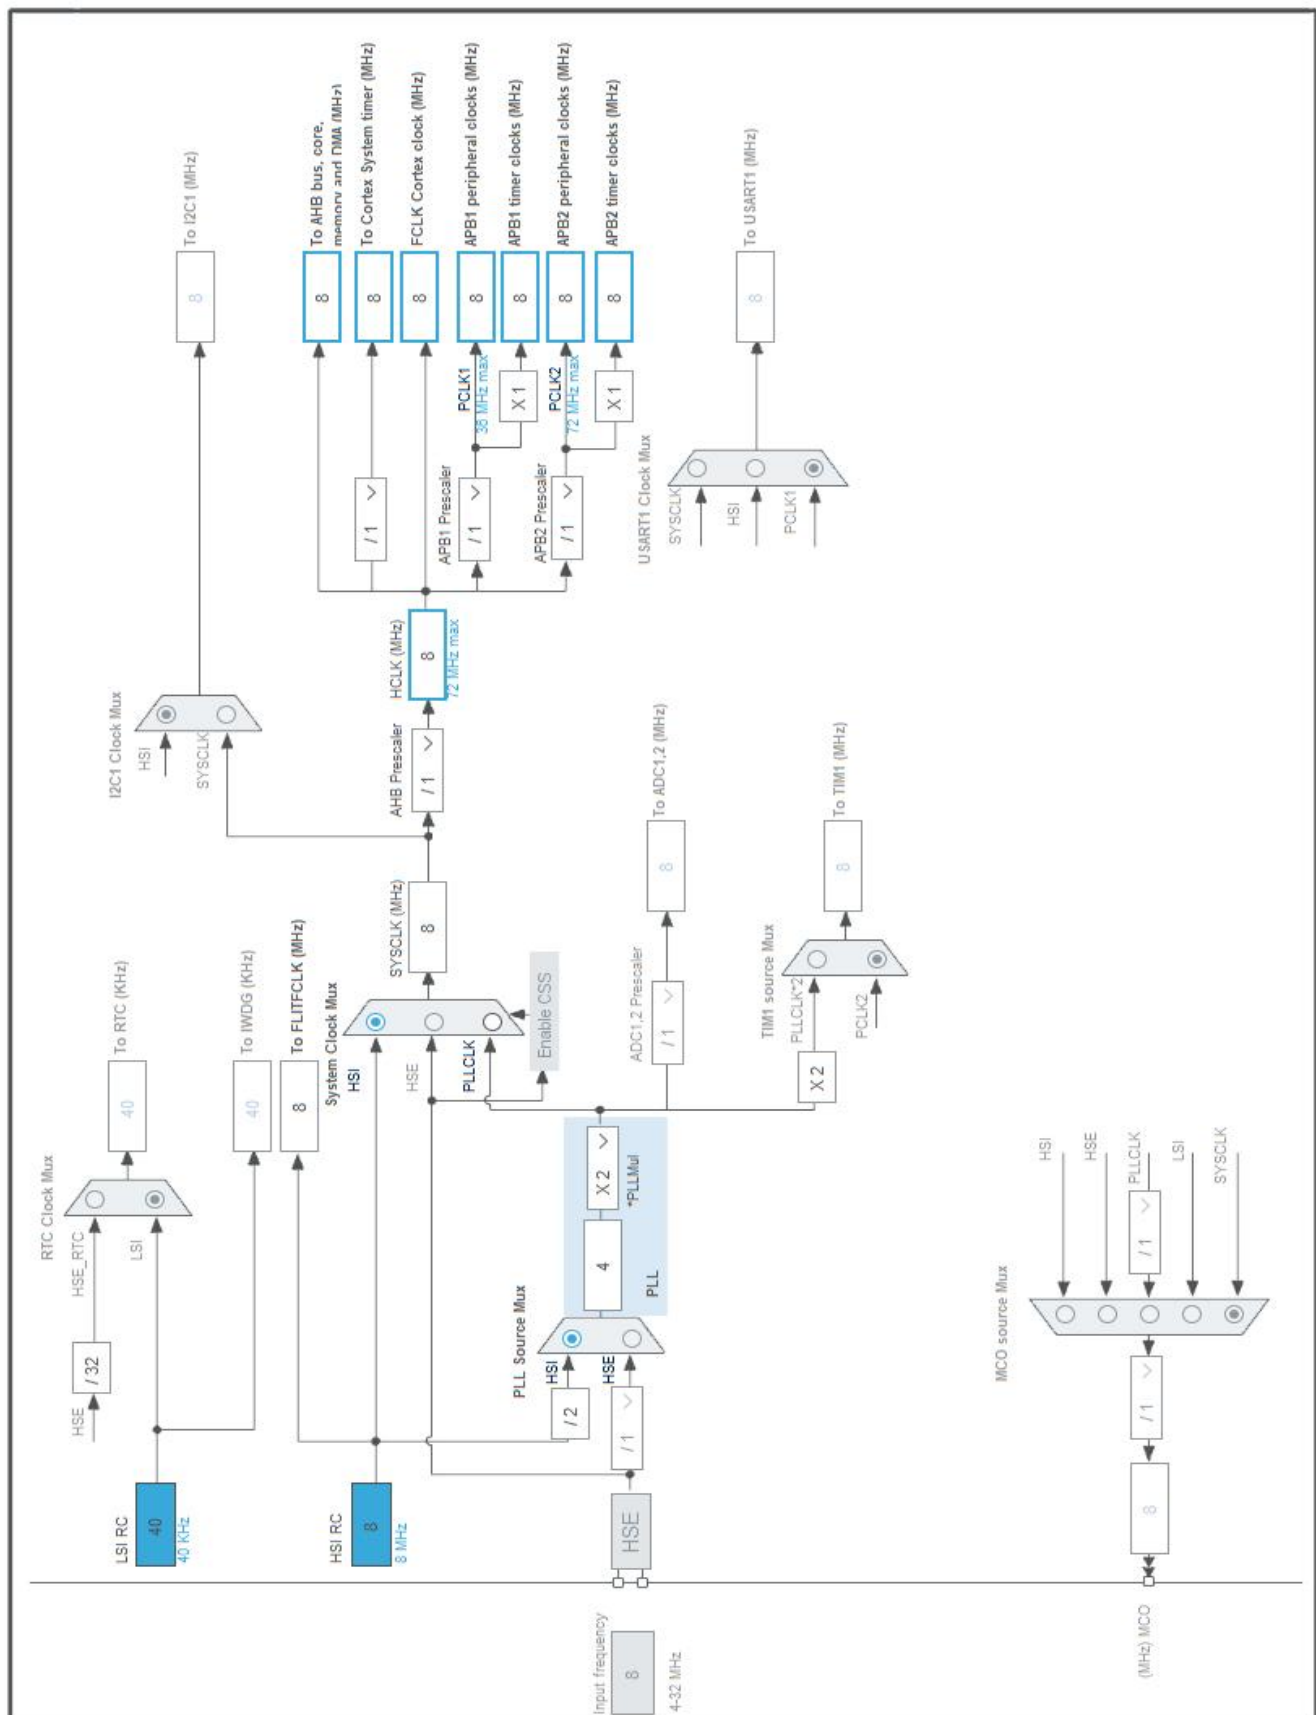 RTC Clock Mux
HSE
/ 32
HSE_RTC
LSI
40
To RTC (KHz)
LSI RC
40
40 KHz
40
To IWDG (KHz)
HSI RC
8
8 MHz
8
To FLITFCLK (MHz)
System Clock Mux
HSI
HSE
PLLCLK
Enable CSS
SYSCLK (MHz)
8
I2C1 Clock Mux
HSI
SYSCLK
8
To I2C1 (MHz)
AHB Prescaler
/ 1
HCLK (MHz)
8
72 MHz max
8
To AHB bus, core,
memory and DMA (MHz)
/ 1
8
To Cortex System timer (MHz)
8
FCLK Cortex clock (MHz)
APB1 Prescaler
/ 1
PCLK1
36 MHz max
8
APB1 peripheral clocks (MHz)
X 1
8
APB1 timer clocks (MHz)
APB2 Prescaler
/ 1
PCLK2
72 MHz max
8
APB2 peripheral clocks (MHz)
X 1
8
APB2 timer clocks (MHz)
PLL Source Mux
/ 2
HSI
HSE
/ 1
Input frequency
8
4-32 MHz
HSE
4
X 2
*PLLMul
PLL
ADC1,2 Prescaler
/ 1
8
To ADC1,2 (MHz)
TIM1 source Mux
X 2
PLLCLK*2
PCLK2
8
To TIM1 (MHz)
USART1 Clock Mux
SYSCLK
HSI
PCLK1
8
To USART1 (MHz)
MCO source Mux
(MHz) MCO
8
/ 1
/ 1
HSI
HSE
PLLCLK
LSI
SYSCLK